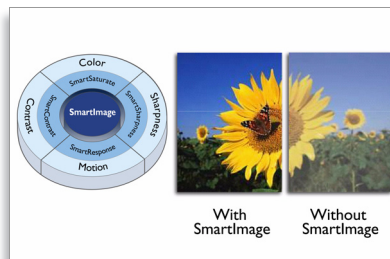 Color
SmartSaturate
Contrast
SmartContrast
SmartImage
SmartSharpness
Sharpness
SmartResponse
Motion
With
SmartImage
Without
SmartImage